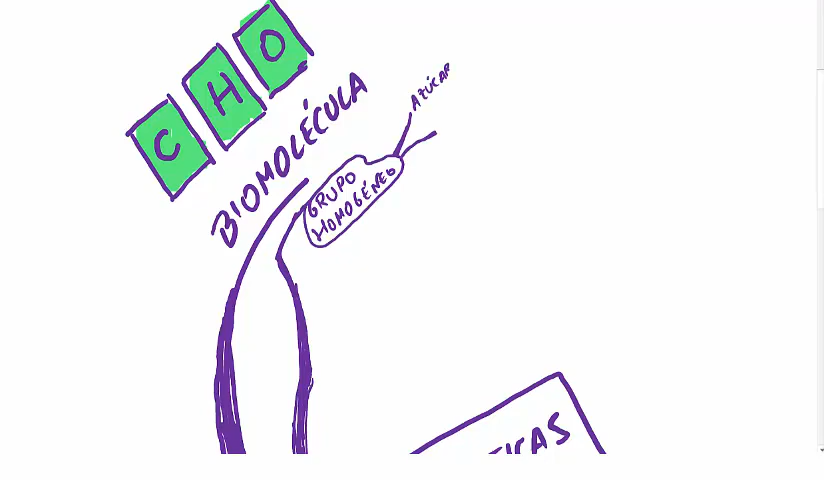 C H O
BIOMOLÉCULA
AZÚCAR
GRUPO
HOMOGÉNEO